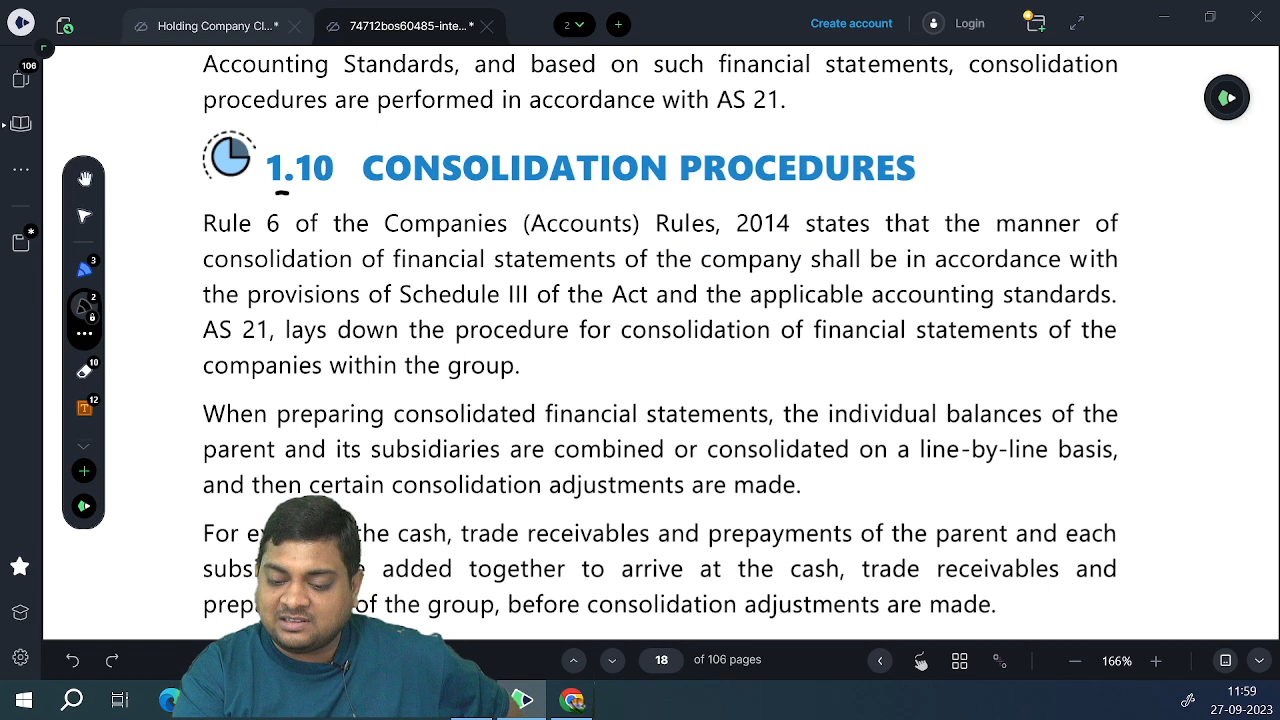 Holding Company Cl...*
74712bos60485-inte...*
2
Create account
Login
106
Accounting Standards, and based on such financial statements, consolidation
procedures are performed in accordance with AS 21.
1.10 CONSOLIDATION PROCEDURES
Rule 6 of the Companies (Accounts) Rules, 2014 states that the manner of
consolidation of financial statements of the company shall be in accordance with
the provisions of Schedule III of the Act and the applicable accounting standards.
AS 21, lays down the procedure for consolidation of financial statements of the
companies within the group.
When preparing consolidated financial statements, the individual balances of the
parent and its subsidiaries are combined or consolidated on a line-by-line basis,
and then certain consolidation adjustments are made.
For the cash, trade receivables and prepayments of the parent and each
added together to arrive at the cash, trade receivables and
of the group, before consolidation adjustments are made.
3
2
10
12
T
18 of 106 pages
166%
11:59
27-09-2023